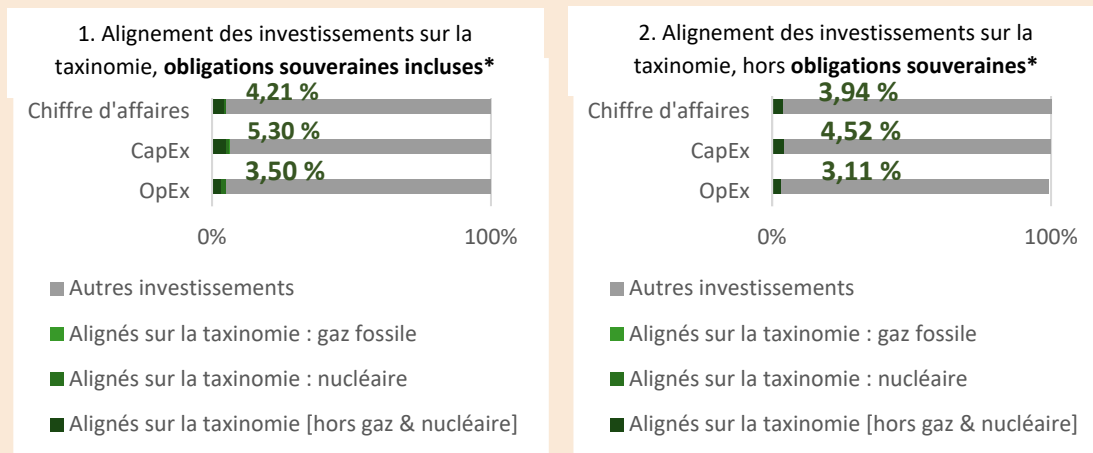 1. Alignement des investissements sur la
taxinomie, obligations souveraines incluses*
Chiffre d'affaires
4,21 %
CapEx
5,30 %
OpEx
3,50 %
0%
100%
Autres investissements
Alignés sur la taxinomie : gaz fossile
Alignés sur la taxinomie : nucléaire
Alignés sur la taxinomie [hors gaz & nucléaire]
2. Alignement des investissements sur la
taxinomie, hors obligations souveraines*
Chiffre d'affaires
3,94 %
CapEx
4,52 %
OpEx
3,11 %
0%
100%
Autres investissements
Alignés sur la taxinomie : gaz fossile
Alignés sur la taxinomie : nucléaire
Alignés sur la taxinomie [hors gaz & nucléaire]